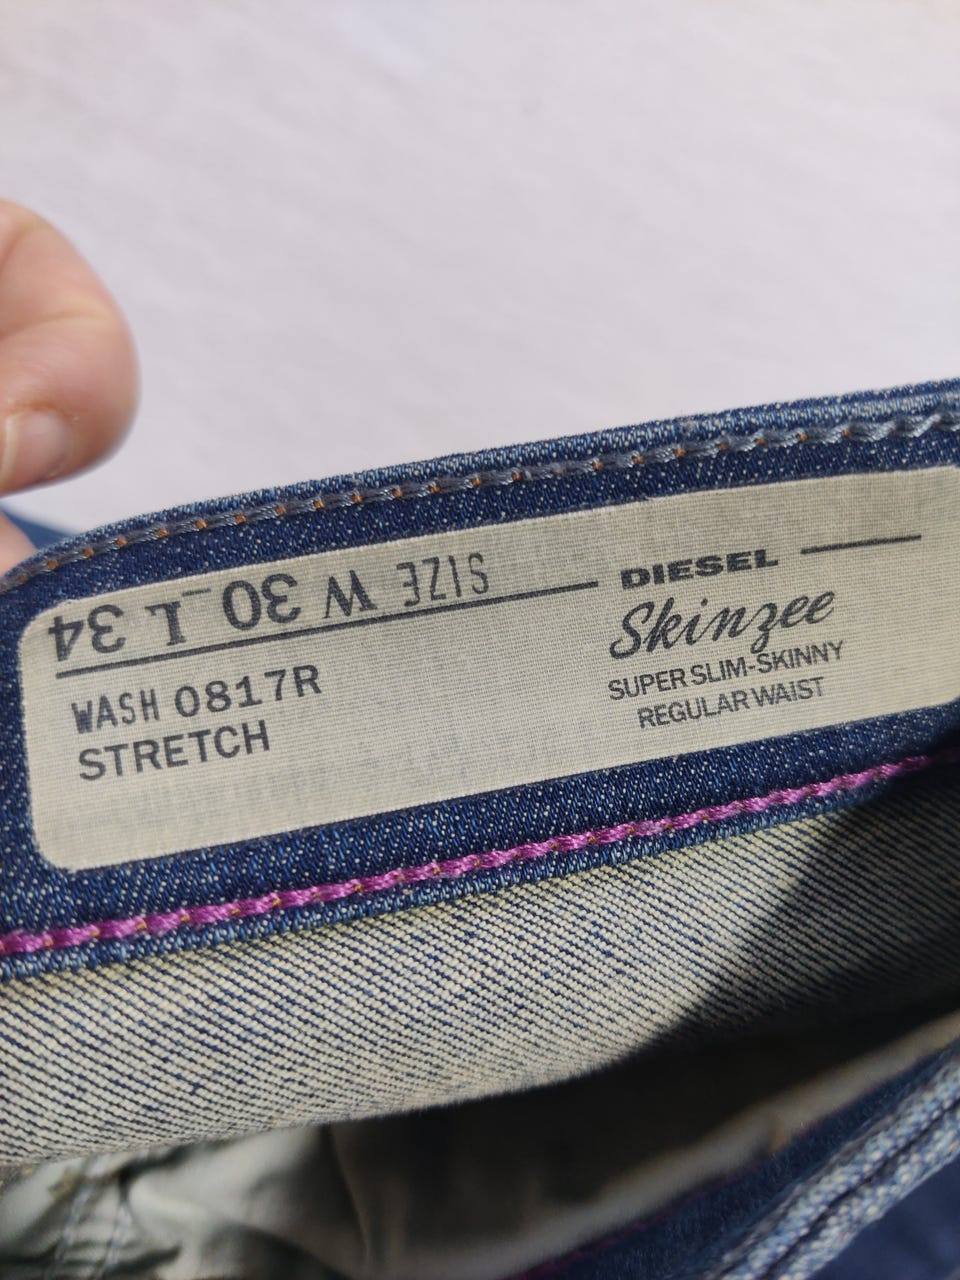 SIZE W 30 L 34
WASH 0817R
STRETCH
DIESEL
Skinzee
SUPER SLIM-SKINNY
REGULAR WAIST